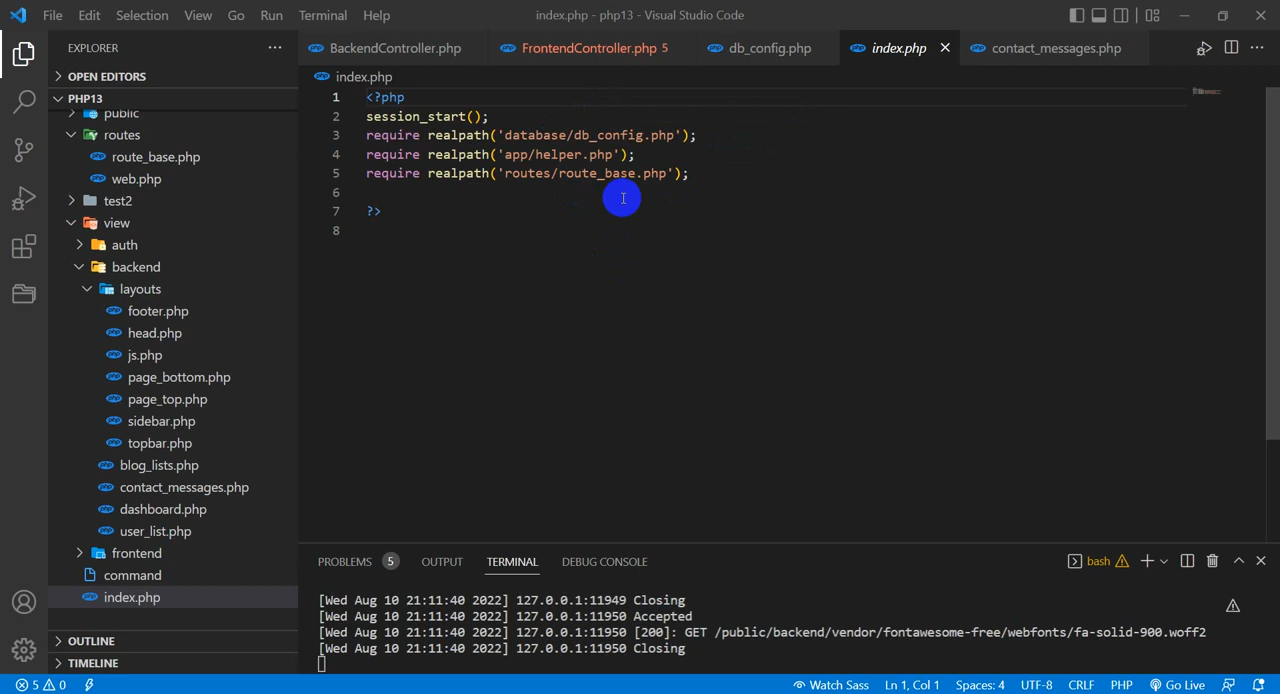 File Edit Selection View Go Run Terminal Help
index.php - php13 - Visual Studio Code
EXPLORER
OPEN EDITORS
PHP13
public
routes
route_base.php
web.php
test2
view
auth
backend
layouts
footer.php
head.php
js.php
page_bottom.php
page_top.php
sidebar.php
topbar.php
blog_lists.php
contact_messages.php
dashboard.php
user_list.php
frontend
command
index.php
OUTLINE
TIMELINE
BackendController.php FrontendController.php 5 db_config.php index.php contact_messages.php
index.php
1 <?php
2 session_start();
3 require realpath('database/db_config.php');
4 require realpath('app/helper.php');
5 require realpath('routes/route_base.php');
6
7 ?>
8
PROBLEMS 5 OUTPUT TERMINAL DEBUG CONSOLE
bash
[Wed Aug 10 21:11:40 2022] 127.0.0.1:11949 Closing
[Wed Aug 10 21:11:40 2022] 127.0.0.1:11950 Accepted
[Wed Aug 10 21:11:40 2022] 127.0.0.1:11950 [200]: GET /public/backend/vendor/fontawesome-free/webfonts/fa-solid-900.woff2
[Wed Aug 10 21:11:40 2022] 127.0.0.1:11950 Closing
5 0 Watch Sass Ln 1, Col 1 Spaces: 4 UTF-8 CRLF PHP Go Live